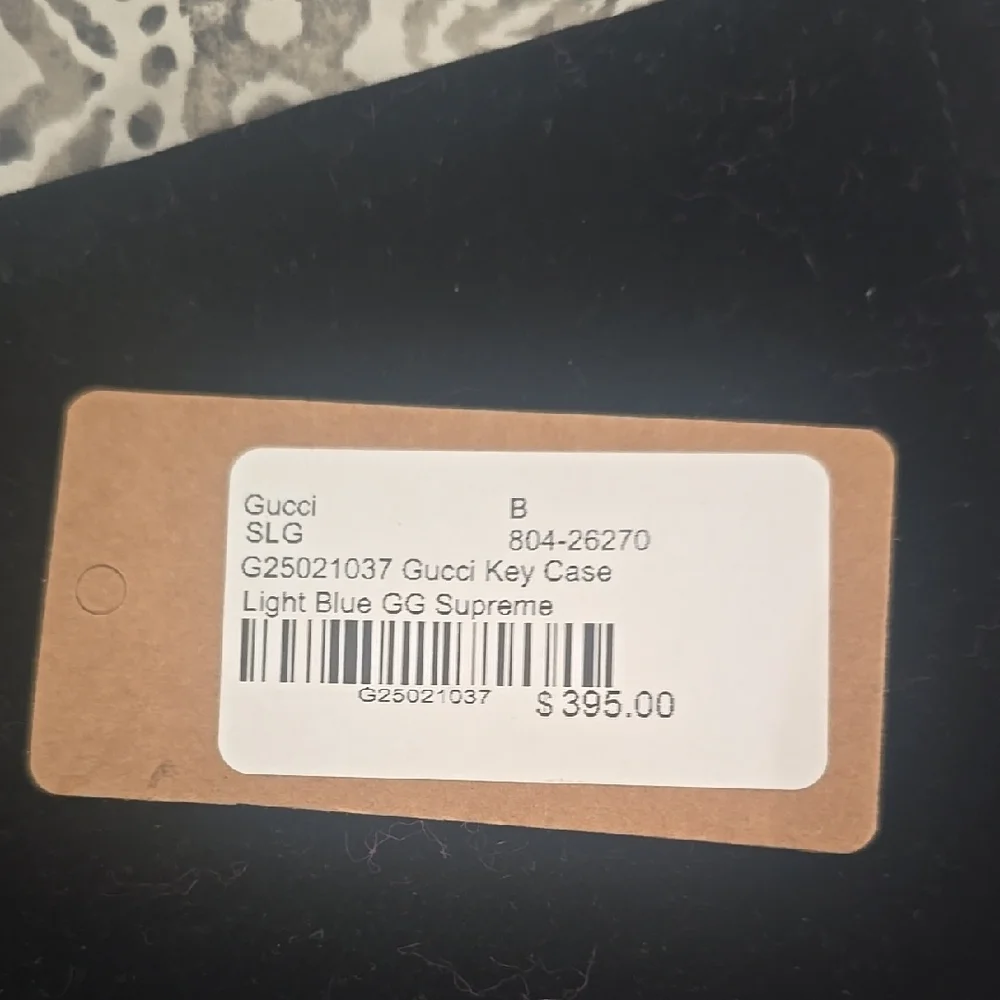 Gucci B
SLG 804-26270
G25021037 Gucci Key Case
Light Blue GG Supreme
G25021037 $395.00